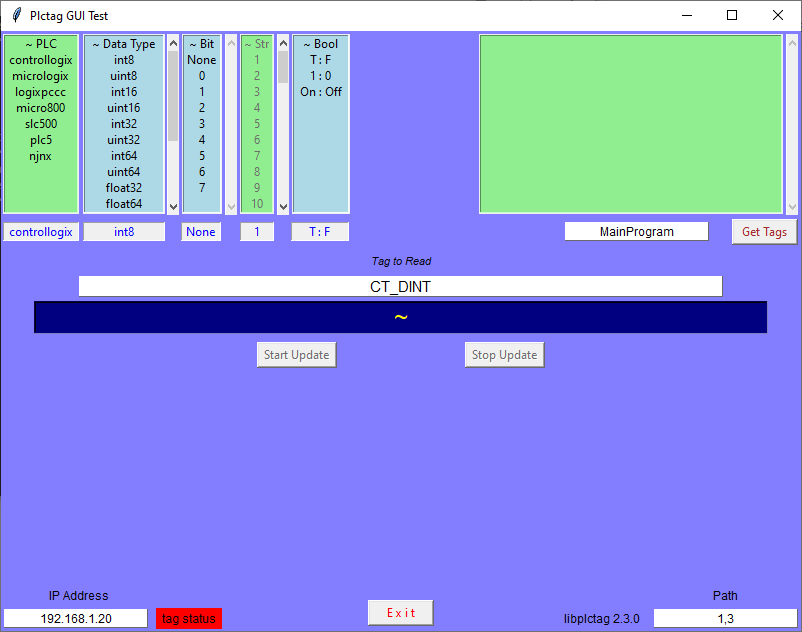 Plctag GUI Test
~ PLC
controllogix
micrologix
logixpccc
micro800
slc500
plc5
njnx
~ Data Type
int8
uint8
int16
uint16
int32
uint32
int64
uint64
float32
float64
~ Bit
None
0
1
2
3
4
5
6
7
~ Str
1
2
3
4
5
6
7
8
9
10
~ Bool
T : F
1 : 0
On : Off
controllogix
int8
None
1
T : F
MainProgram
Get Tags
Tag to Read
CT_DINT
~
Start Update
Stop Update
IP Address
192.168.1.20
tag status
Exit
libplctag 2.3.0
Path
1,3